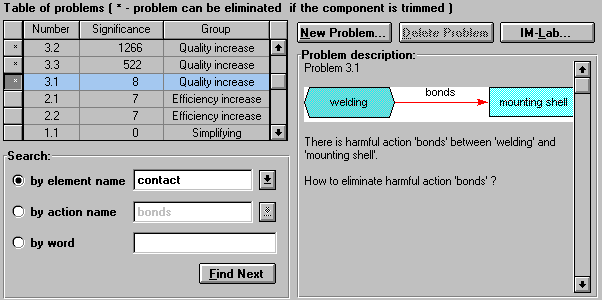 Table of problems ( * - problem can be eliminated if the component is trimmed )
Number Significance Group
* 3.2 1266 Quality increase
* 3.3 522 Quality increase
* 3.1 8 Quality increase
2.1 7 Efficiency increase
2.2 7 Efficiency increase
1.1 0 Simplifying
Search:
by element name contact
by action name bonds
by word
Find Next
New Problem... Delete Problem IM-Lab...
Problem description:
Problem 3.1
bonds
welding mounting shell
There is harmful action 'bonds' between 'welding' and
'mounting shell'.
How to eliminate harmful action 'bonds' ?